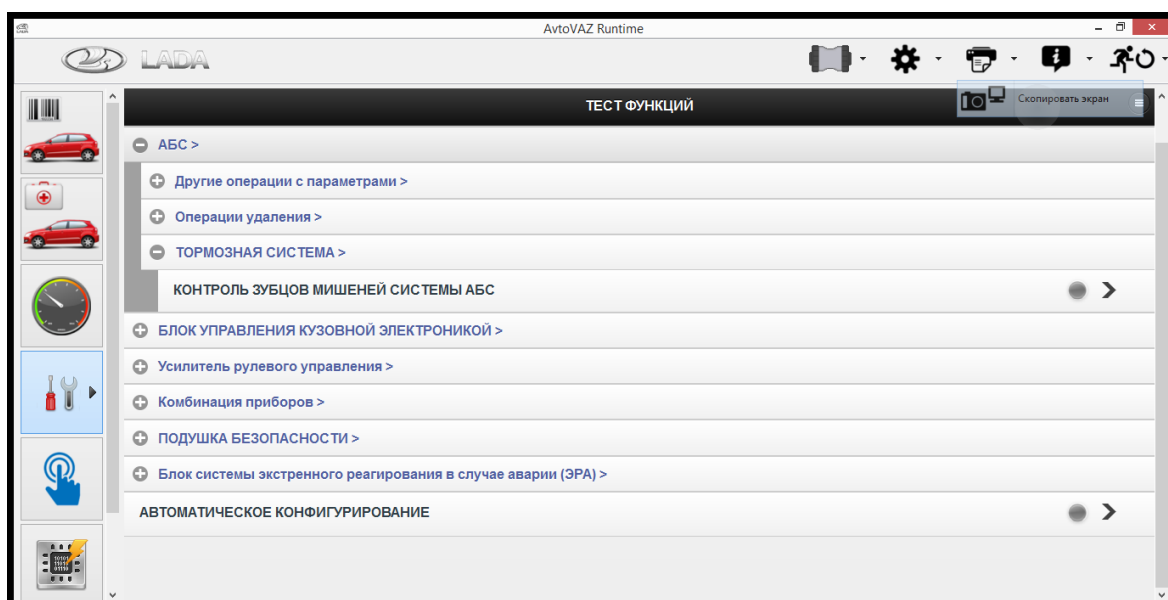 AvtoVAZ Runtime
LADA
ТЕСТ ФУНКЦИЙ
Скопировать экран
АБС >
Другие операции с параметрами >
Операции удаления >
ТОРМОЗНАЯ СИСТЕМА >
КОНТРОЛЬ ЗУБЦОВ МИШЕНЕЙ СИСТЕМЫ АБС
БЛОК УПРАВЛЕНИЯ КУЗОВНОЙ ЭЛЕКТРОНИКОЙ >
Усилитель рулевого управления >
Комбинация приборов >
ПОДУШКА БЕЗОПАСНОСТИ >
Блок системы экстренного реагирования в случае аварии (ЭРА) >
АВТОМАТИЧЕСКОЕ КОНФИГУРИРОВАНИЕ